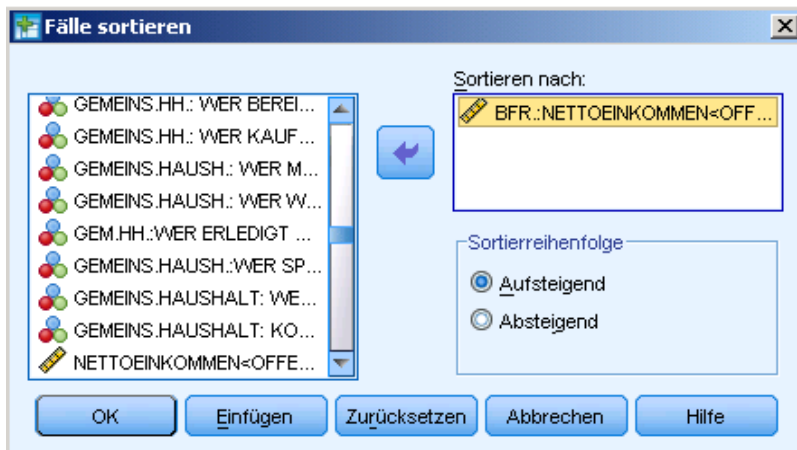 Fälle sortieren
GEMEINS.HH.: WER BEREI...
GEMEINS.HH.: WER KAUF...
GEMEINS.HAUSH.: WER M...
GEMEINS.HAUSH.: WER W...
GEM.HH.:WER ERLEDIGT ...
GEMEINS.HAUSH.:WER SP...
GEMEINS.HAUSHALT: WE...
GEMEINS.HAUSHALT: KO...
NETTOEINKOMMEN<OFFE...
Sortieren nach:
BFR.:NETTOEINKOMMEN<OFF...
Sortierreihenfolge
Aufsteigend
Absteigend
OK Einfügen Zurücksetzen Abbrechen Hilfe